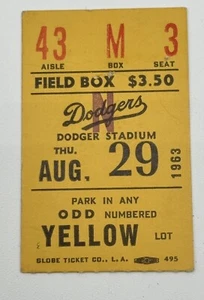 43 M 3
AISLE BOX SEAT
FIELD BOX $3.50
N
Dodgers
DODGER STADIUM
THU.
AUG. 29 1963
PARK IN ANY
ODD NUMBERED
YELLOW LOT
GLOBE TICKET CO., L.A. 495